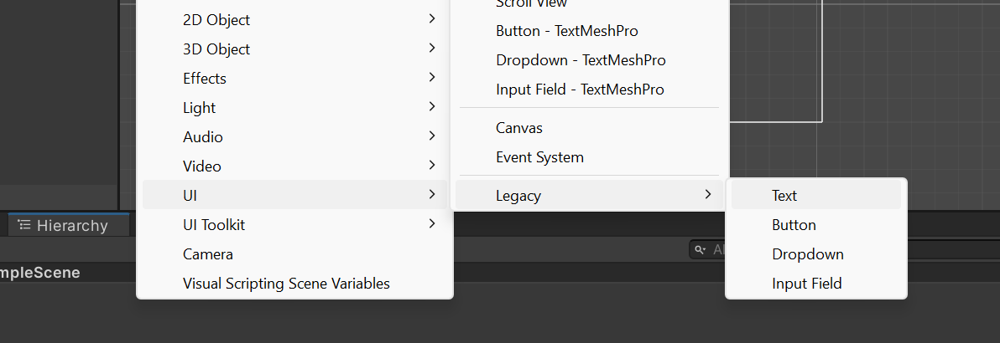 2D Object
3D Object
Effects
Light
Audio
Video
UI
UI Toolkit
Camera
Visual Scripting Scene Variables
Scroll View
Button - TextMeshPro
Dropdown - TextMeshPro
Input Field - TextMeshPro
Canvas
Event System
Legacy
Text
Button
Dropdown
Input Field
Hierarchy
mpleScene